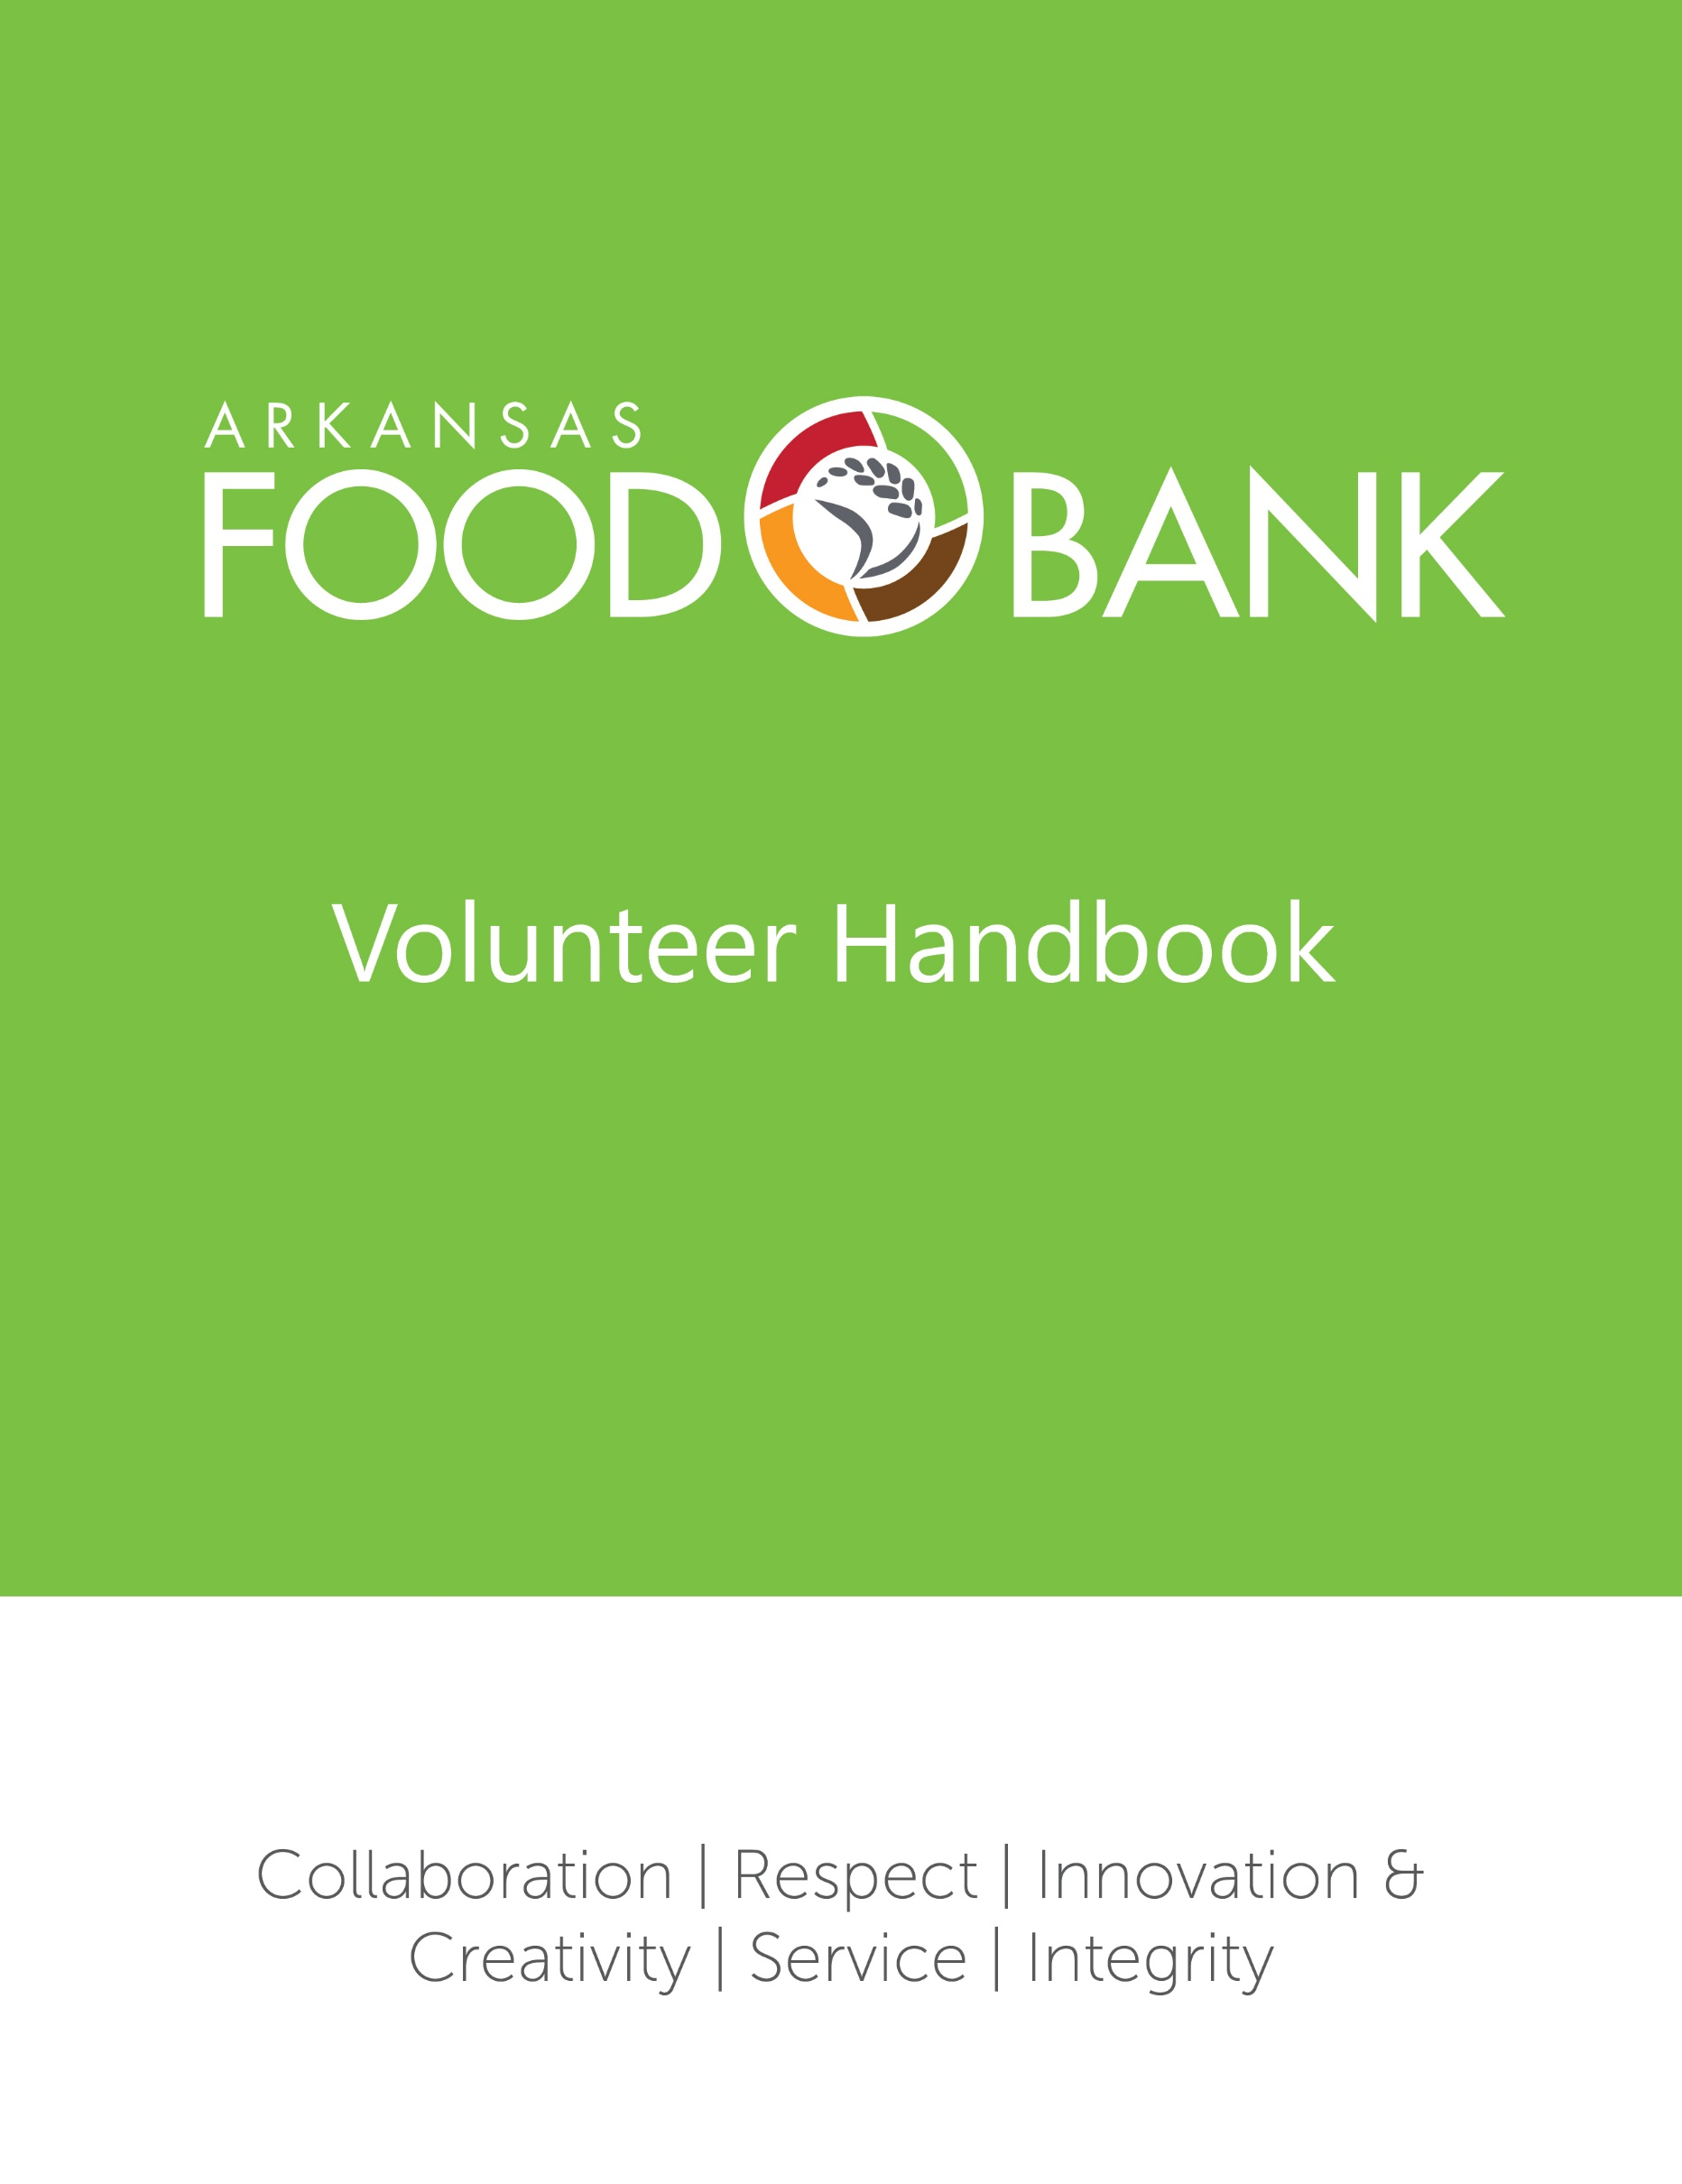 ARKANSAS
FOOD BANK
Volunteer Handbook
Collaboration | Respect | Innovation &
Creativity | Service | Integrity